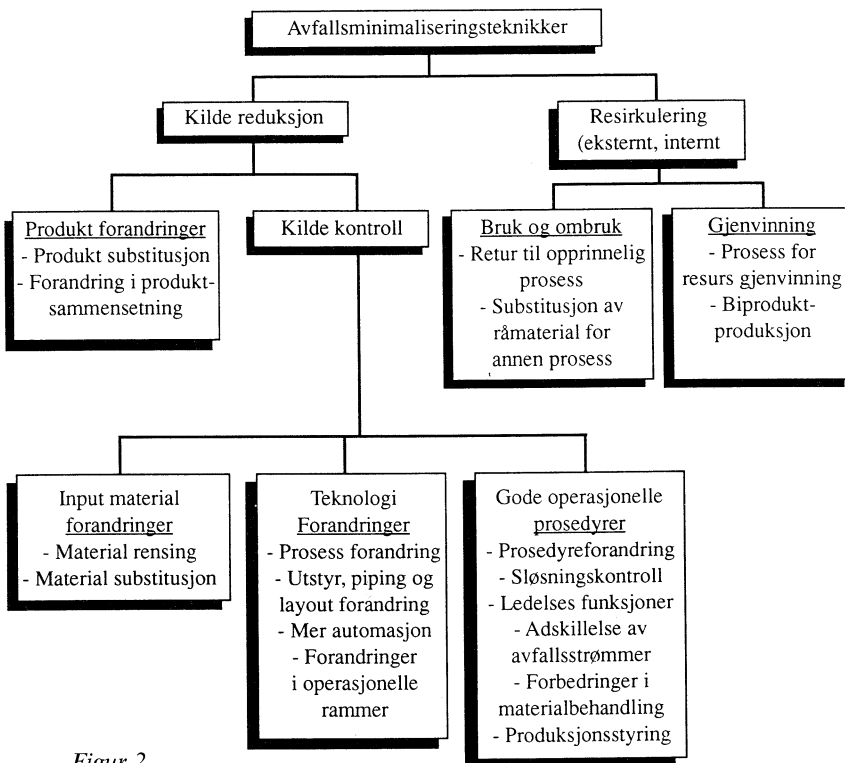 Avfallsminimaliseringsteknikker
Kilde reduksjon
Resirkulering
(eksternt, internt
Produkt forandringer
- Produkt substitusjon
- Forandring i produkt-
sammensetning
Kilde kontroll
Bruk og ombruk
- Retur til opprinnelig
prosess
- Substitusjon av
råmaterial for
annen prosess
Gjenvinning
- Prosess for
resurs gjenvinning
- Biprodukt-
produksjon
Input material
forandringer
- Material rensing
- Material substitusjon
Teknologi
Forandringer
- Prosess forandring
- Utstyr, piping og
layout forandring
- Mer automasjon
- Forandringer
i operasjonelle
rammer
Gode operasjonelle
prosedyrer
- Prosedyreforandring
- Sløsningskontroll
- Ledelses funksjoner
- Adskillelse av
avfallsstrømmer
- Forbedringer i
materialbehandling
- Produksjonsstyring
Figur 2